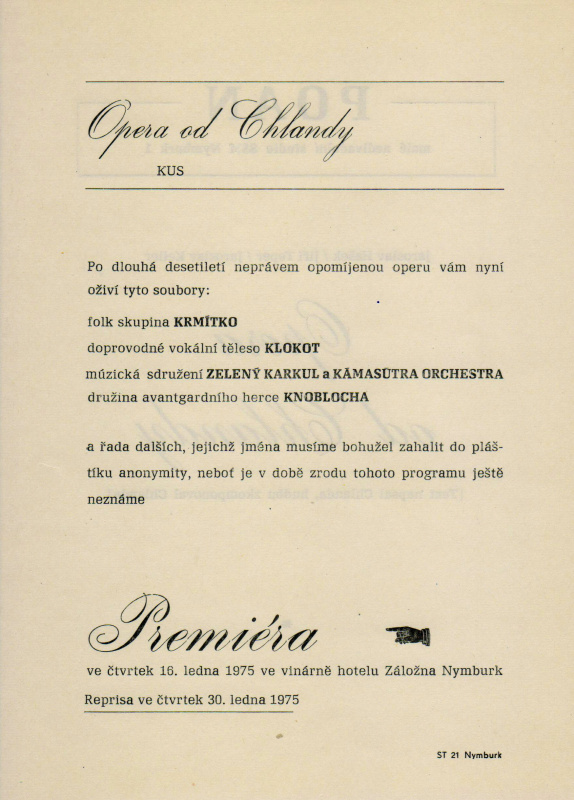 Opera od Chlandy
KUS
Po dlouhá desetiletí neprávem opomíjenou operu vám nyní
oživí tyto soubory:
folk skupina KRMÍTKO
doprovodné vokální těleso KLOKOT
múzická sdružení ZELENÝ KARKUL a KÁMASÚTRA ORCHESTRA
družina avantgardního herce KNOBLOCHA
a řada dalších, jejichž jména musíme bohužel zahalit do pláš-
tíku anonymity, neboť je v době zrodu tohoto programu ještě
neznáme
Premiéra
ve čtvrtek 16. ledna 1975 ve vinárně hotelu Záložna Nymburk
Reprisa ve čtvrtek 30. ledna 1975
ST 21 Nymburk